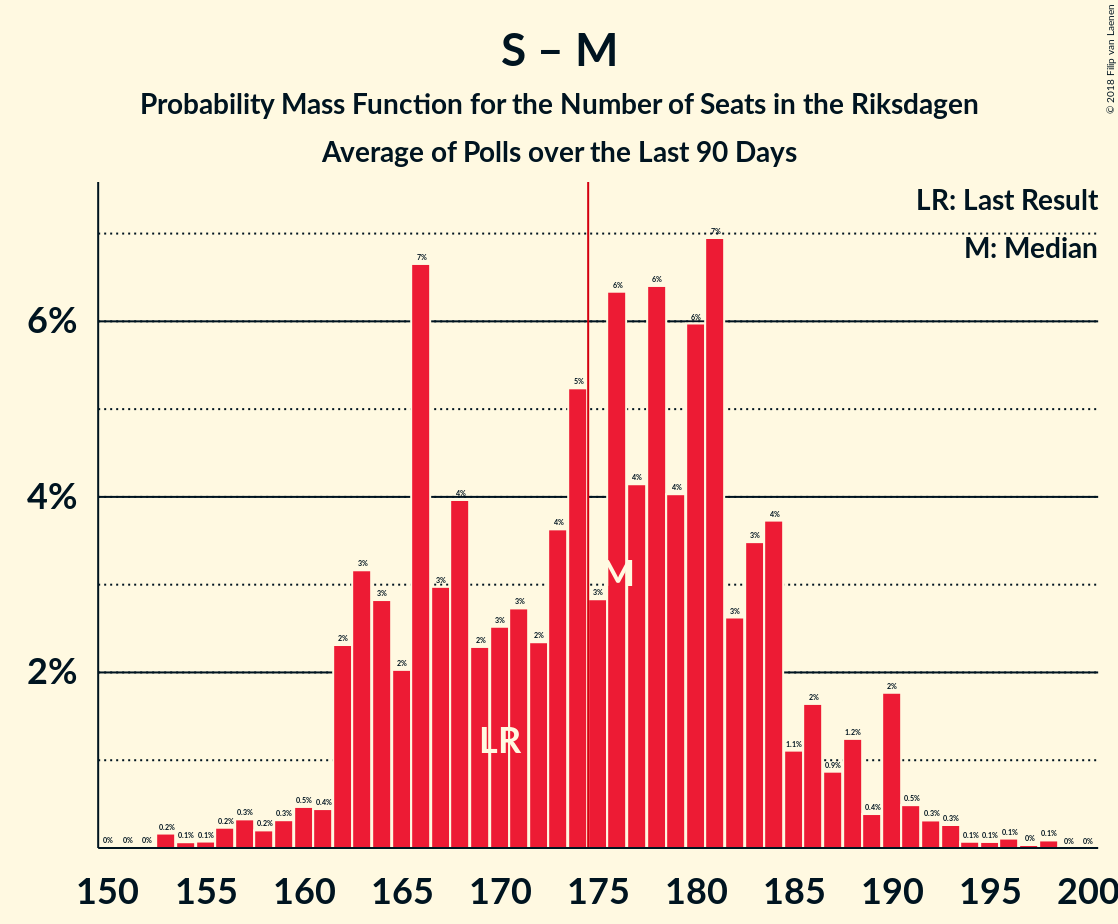 S – M
Probability Mass Function for the Number of Seats in the Riksdagen
Average of Polls over the Last 90 Days
© 2018 Filip van Laenen
LR: Last Result
M: Median
6%
4%
2%
0% 0% 0% 0.2% 0.1% 0.1% 0.2% 0.3% 0.2% 0.3% 0.5% 0.4% 2% 3% 3% 2% 7% 3% 4% 2% 3% 3% 2% 4% 5% 3% 6% 4% 6% 4% 6% 7% 3% 3% 4% 1.1% 2% 0.9% 1.2% 0.4% 2% 0.5% 0.3% 0.3% 0.1% 0.1% 0.1% 0% 0.1% 0% 0%
M
LR
150 155 160 165 170 175 180 185 190 195 200